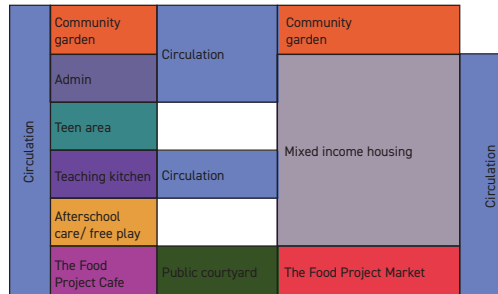 Community
garden
Circulation
Community
garden
Admin
Teen area
Circulation
Mixed income housing
Circulation
Teaching kitchen
Circulation
Afterschool
care/ free play
The Food
Project Cafe
Public courtyard
The Food Project Market